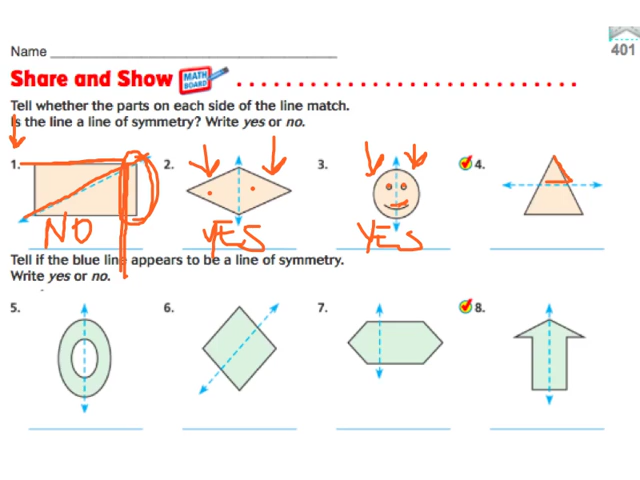 401
Name
Share and Show MATH BOARD
Tell whether the parts on each side of the line match.
Is the line a line of symmetry? Write yes or no.
1. 2. 3. 4.
NO YES YES
Tell if the blue line appears to be a line of symmetry.
Write yes or no.
5. 6. 7. 8.